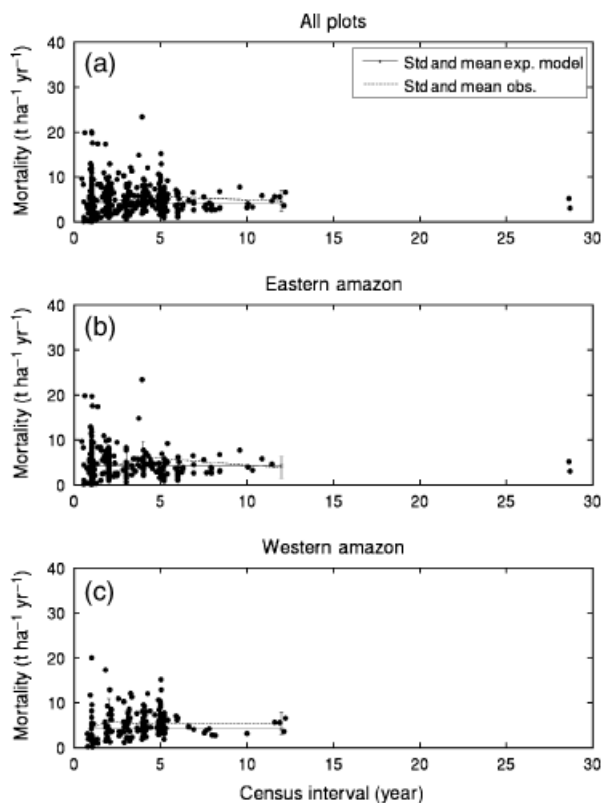 All plots
(a)
Std and mean exp. model
Std and mean obs.
Mortality (t ha⁻¹ yr⁻¹)
40
30
20
10
0
0 5 10 15 20 25 30
Eastern amazon
(b)
Mortality (t ha⁻¹ yr⁻¹)
40
30
20
10
0
0 5 10 15 20 25 30
Western amazon
(c)
Mortality (t ha⁻¹ yr⁻¹)
40
30
20
10
0
0 5 10 15 20 25 30
Census interval (year)